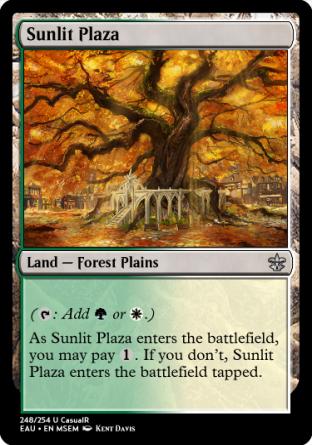 Sunlit Plaza
Land — Forest Plains
(: Add or .)
As Sunlit Plaza enters the battlefield,
you may pay 1 . If you don't, Sunlit
Plaza enters the battlefield tapped.
248/254 U CasualR
EAU • EN MSEM Kent Davis